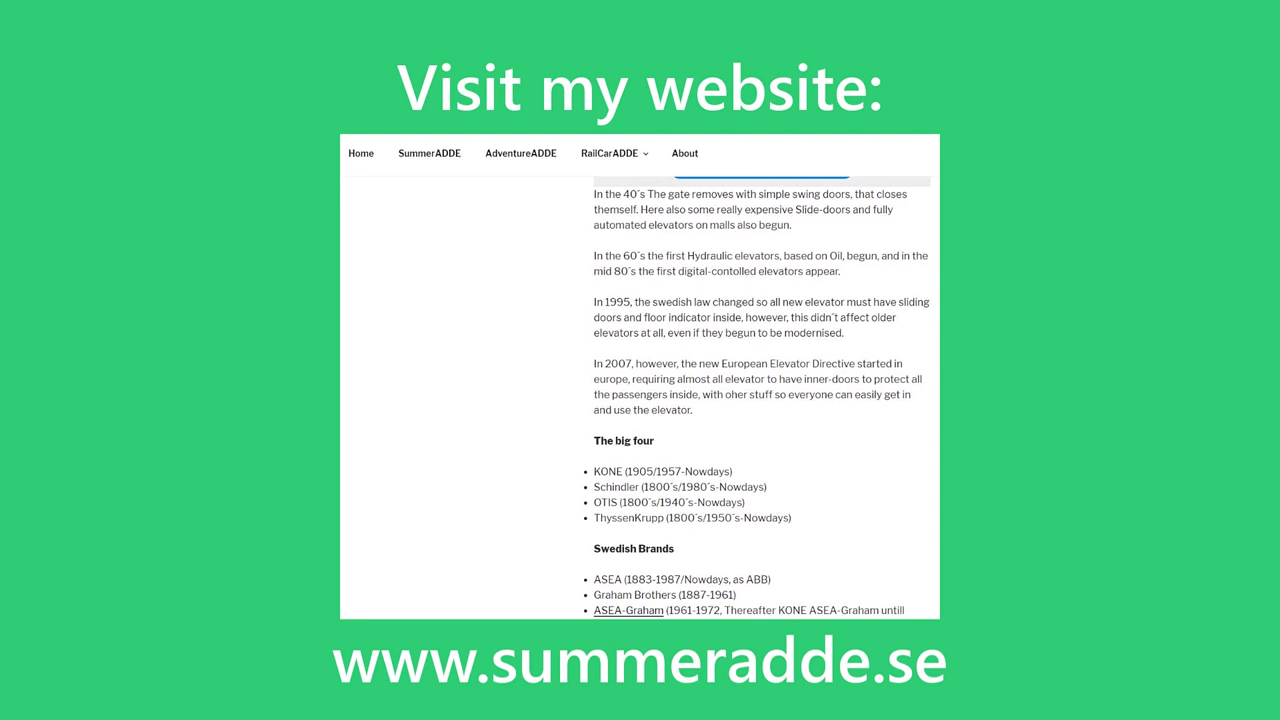 Visit my website:
Home SummerADDE AdventureADDE RailCarADDE About
In the 40´s The gate removes with simple swing doors, that closes
themself. Here also some really expensive Slide-doors and fully
automated elevators on malls also begun.
In the 60´s the first Hydraulic elevators, based on Oil, begun, and in the
mid 80´s the first digital-contolled elevators appear.
In 1995, the swedish law changed so all new elevator must have sliding
doors and floor indicator inside, however, this didn´t affect older
elevators at all, even if they begun to be modernised.
In 2007, however, the new European Elevator Directive started in
europe, requiring almost all elevator to have inner-doors to protect all
the passengers inside, with oher stuff so everyone can easily get in
and use the elevator.
The big four
• KONE (1905/1957-Nowdays)
• Schindler (1800´s/1980´s-Nowdays)
• OTIS (1800´s/1940´s-Nowdays)
• ThyssenKrupp (1800´s/1950´s-Nowdays)
Swedish Brands
• ASEA (1883-1987/Nowdays, as ABB)
• Graham Brothers (1887-1961)
• ASEA-Graham (1961-1972, Thereafter KONE ASEA-Graham untill
www.summeradde.se